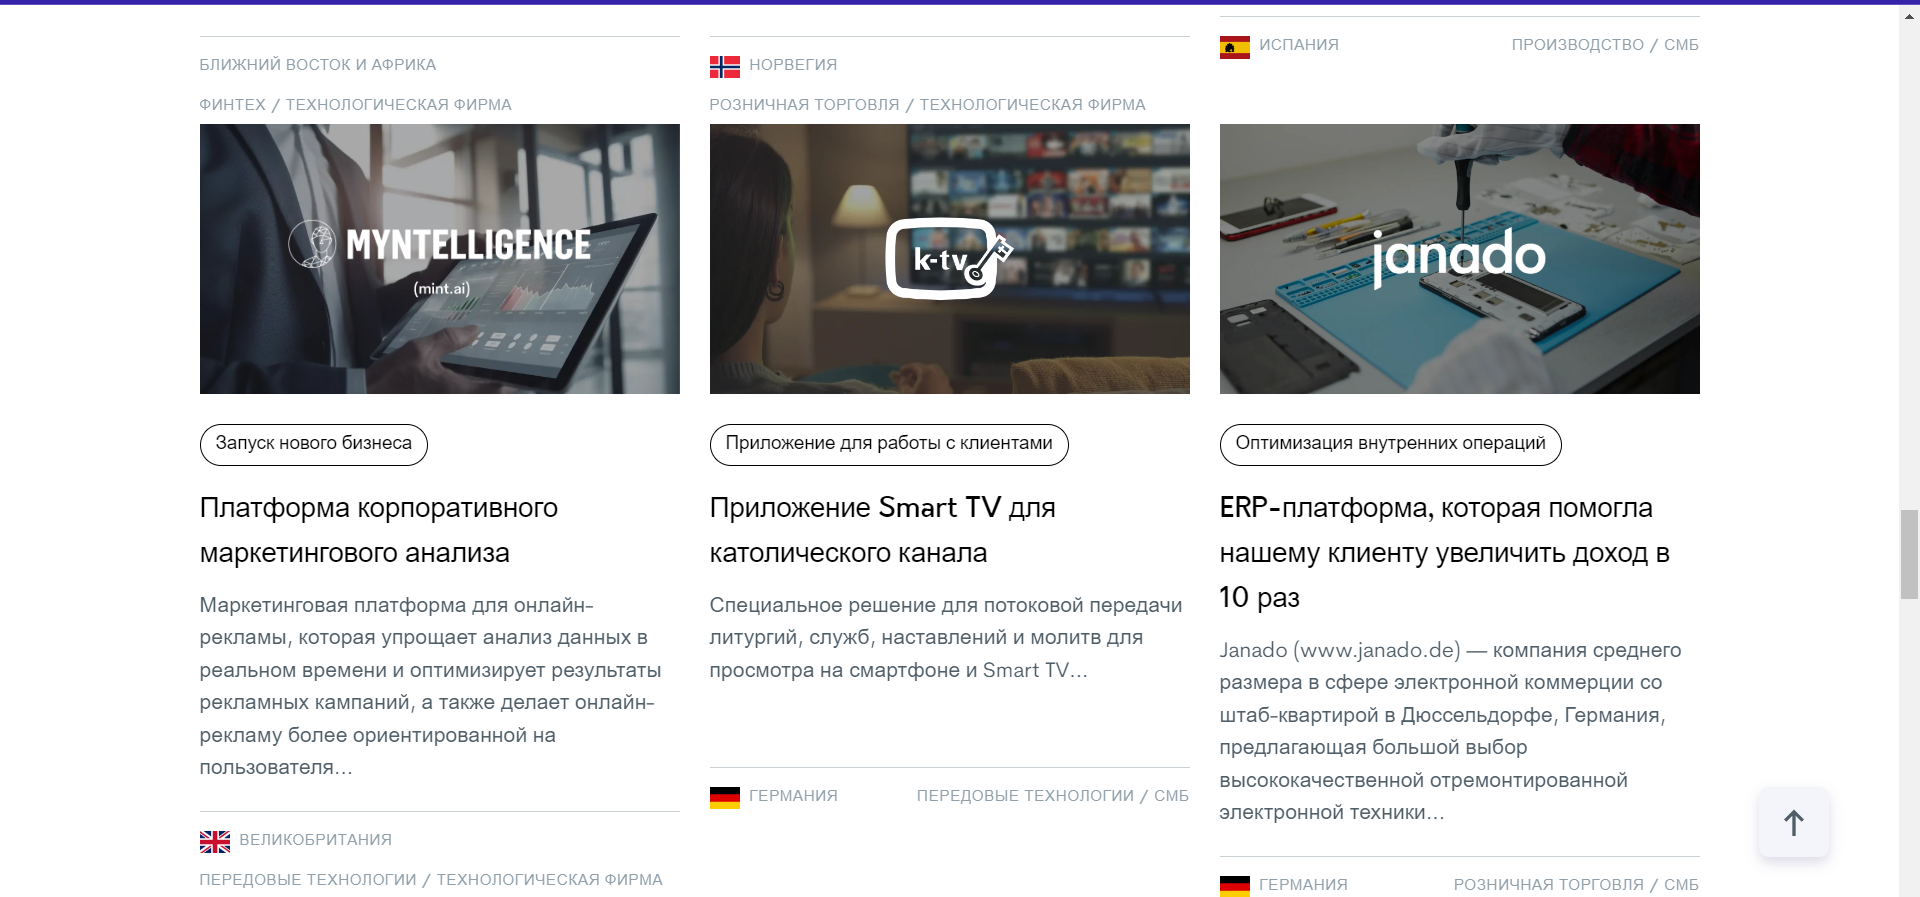 БЛИЖНИЙ ВОСТОК И АФРИКА
ФИНТЕХ / ТЕХНОЛОГИЧЕСКАЯ ФИРМА
НОРВЕГИЯ
РОЗНИЧНАЯ ТОРГОВЛЯ / ТЕХНОЛОГИЧЕСКАЯ ФИРМА
ИСПАНИЯ
ПРОИЗВОДСТВО / СМБ
MYNTELLIGENCE
(mint.ai)
Запуск нового бизнеса
Платформа корпоративного
маркетингового анализа
Маркетинговая платформа для онлайн-
рекламы, которая упрощает анализ данных в
реальном времени и оптимизирует результаты
рекламных кампаний, а также делает онлайн-
рекламу более ориентированной на
пользователя...
ВЕЛИКОБРИТАНИЯ
ПЕРЕДОВЫЕ ТЕХНОЛОГИИ / ТЕХНОЛОГИЧЕСКАЯ ФИРМА
k-tv
Приложение для работы с клиентами
Приложение Smart TV для
католического канала
Специальное решение для потоковой передачи
литургий, служб, наставлений и молитв для
просмотра на смартфоне и Smart TV...
ГЕРМАНИЯ
ПЕРЕДОВЫЕ ТЕХНОЛОГИИ / СМБ
janado
Оптимизация внутренних операций
ERP-платформа, которая помогла
нашему клиенту увеличить доход в
10 раз
Janado (www.janado.de) — компания среднего
размера в сфере электронной коммерции со
штаб-квартирой в Дюссельдорфе, Германия,
предлагающая большой выбор
высококачественной отремонтированной
электронной техники...
ГЕРМАНИЯ
РОЗНИЧНАЯ ТОРГОВЛЯ / СМБ